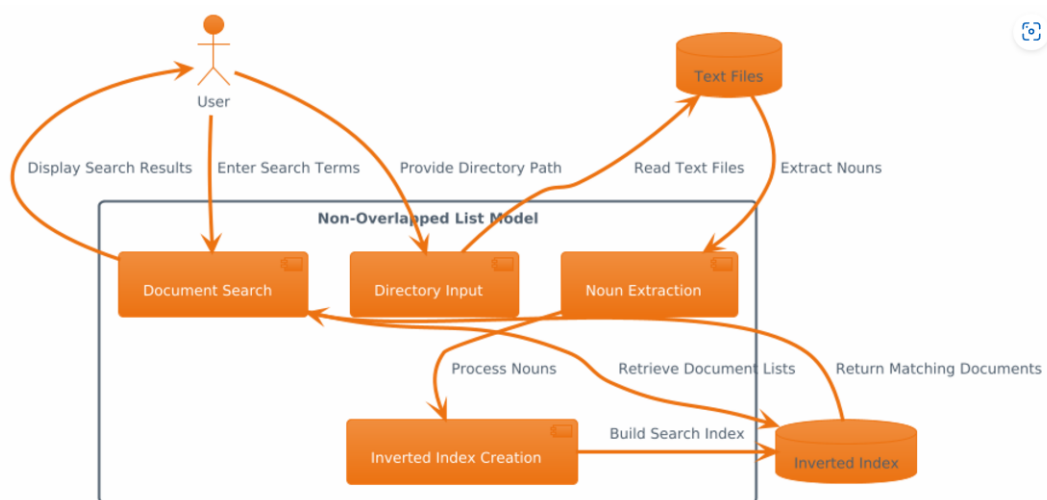 Text Files
User
Display Search Results
Enter Search Terms
Provide Directory Path
Read Text Files
Extract Nouns
Non-Overlapped List Model
Document Search
Directory Input
Noun Extraction
Process Nouns
Retrieve Document Lists
Return Matching Documents
Build Search Index
Inverted Index Creation
Inverted Index